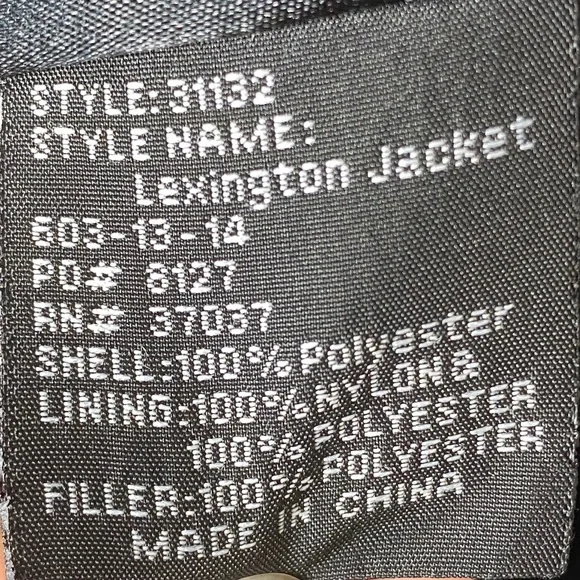 STYLE:31132
STYLE NAME:
Lexington Jacket
603-13-14
PO# 6127
RN# 37037
SHELL:100% Polyester
LINING:100% NYLON &
100% POLYESTER
FILLER:100% POLYESTER
MADE IN CHINA